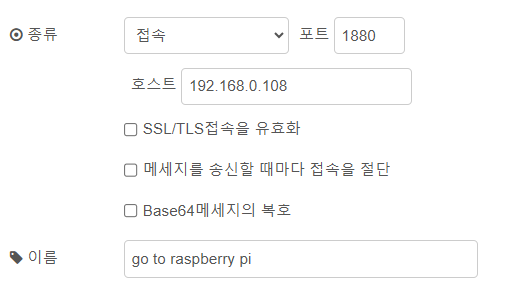 종류 접속 포트 1880
호스트 192.168.0.108
SSL/TLS접속을 유효화
메세지를 송신할 때마다 접속을 절단
Base64메세지의 복호
이름 go to raspberry pi